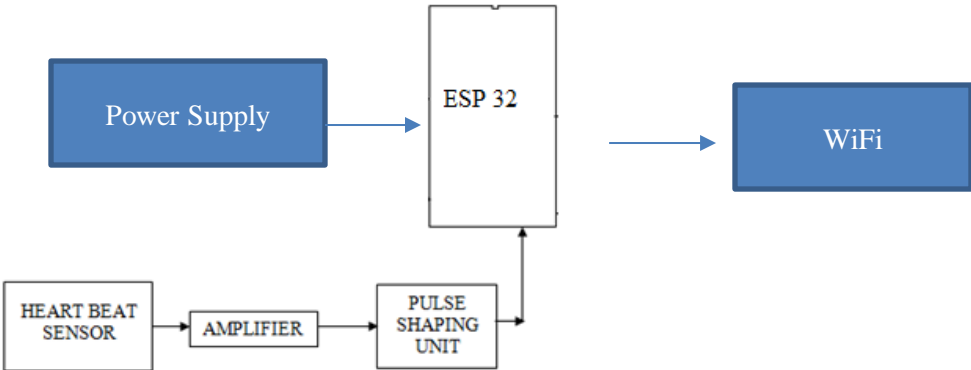 Power Supply
ESP 32
WiFi
HEART BEAT
SENSOR
AMPLIFIER
PULSE
SHAPING
UNIT